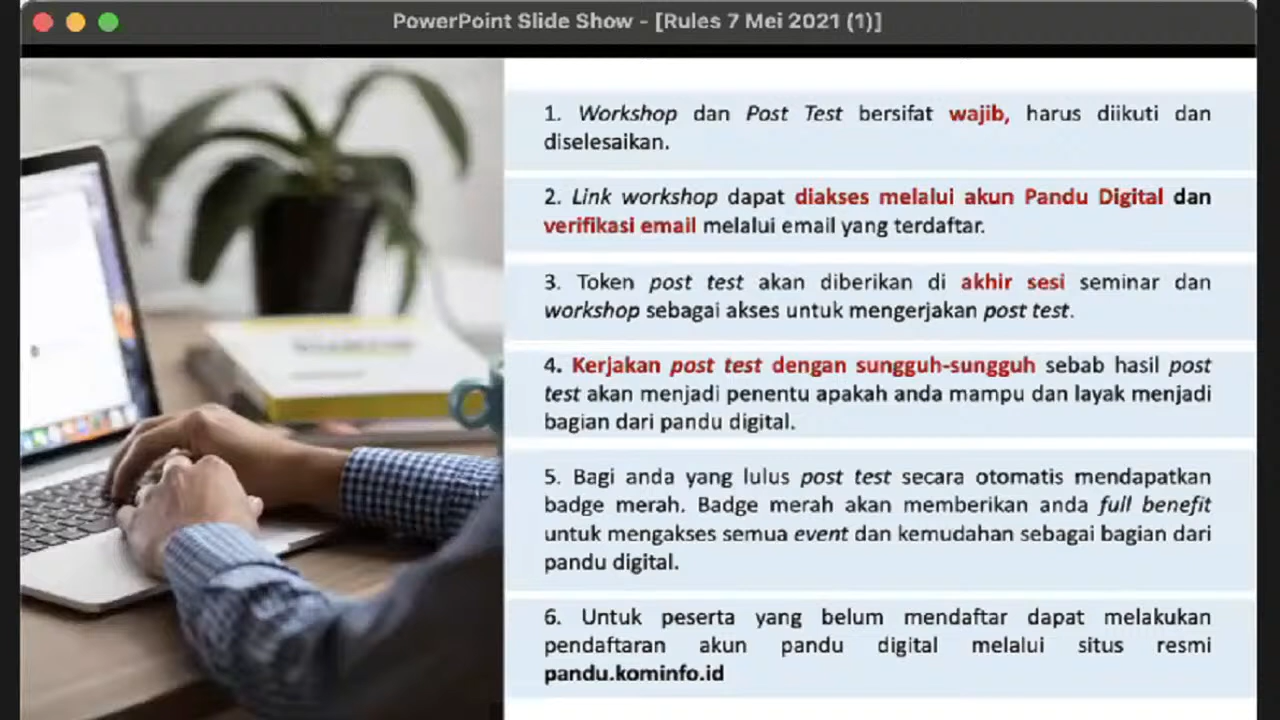 PowerPoint Slide Show - [Rules 7 Mei 2021 (1)]
1. Workshop dan Post Test bersifat wajib, harus diikuti dan
diselesaikan.
2. Link workshop dapat diakses melalui akun Pandu Digital dan
verifikasi email melalui email yang terdaftar.
3. Token post test akan diberikan di akhir sesi seminar dan
workshop sebagai akses untuk mengerjakan post test.
4. Kerjakan post test dengan sungguh-sungguh sebab hasil post
test akan menjadi penentu apakah anda mampu dan layak menjadi
bagian dari pandu digital.
5. Bagi anda yang lulus post test secara otomatis mendapatkan
badge merah. Badge merah akan memberikan anda full benefit
untuk mengakses semua event dan kemudahan sebagai bagian dari
pandu digital.
6. Untuk peserta yang belum mendaftar dapat melakukan
pendaftaran akun pandu digital melalui situs resmi
pandu.kominfo.id